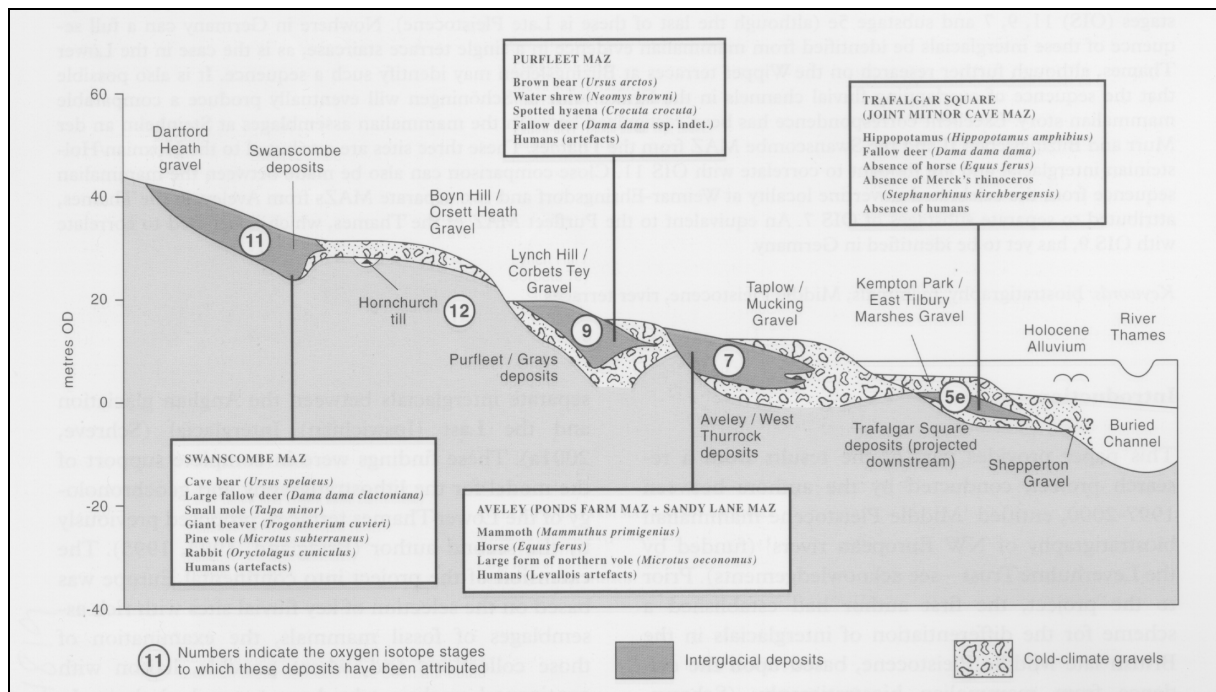 PURFLEET MAZ
Brown bear (Ursus arctos)
Water shrew (Neomys browni)
Spotted hyaena (Crocuta crocuta)
Fallow deer (Dama dama ssp. indet.)
Human artefacts
TRAFALGAR SQUARE
(JOINT MITNOR CAVE MAZ)
Hippopotamus (Hippopotamus amphibius)
Fallow deer (Dama dama dama)
Absence of horse (Equus ferus)
Absence of Merck's rhinoceros
(Stephanorhinus kirchbergensis)
Absence of humans
metres OD
60
40
20
0
-20
-40
Dartford
Heath
gravel
Swanscombe
deposits
Boyn Hill /
Orsett Heath
Gravel
Lynch Hill /
Corbets Tey
Gravel
Taplow /
Mucking
Gravel
Kempton Park /
East Tilbury
Marshes Gravel
Holocene
Alluvium
River
Thames
11
Hornchurch
till
12
9
7
5e
Purfleet / Grays
deposits
Aveley / West
Thurrock
deposits
Trafalgar Square
deposits (projected
downstream)
Shepperton
Gravel
Buried
Channel
SWANSCOMBE MAZ
Cave bear (Ursus spelaeus)
Large fallow deer (Dama dama clactoniana)
Small mole (Talpa minor)
Giant beaver (Trogontherium cuvieri)
Pine vole (Microtus subterraneus)
Rabbit (Oryctolagus cuniculus)
Humans (artefacts)
AVELEY (PONDS FARM MAZ + SANDY LANE MAZ
Mammoth (Mammuthus primigenius)
Horse (Equus ferus)
Large form of northern vole (Microtus oeconomus)
Humans (Levallois artefacts)
11 Numbers indicate the oxygen isotope stages
to which these deposits have been attributed
Interglacial deposits
Cold-climate gravels